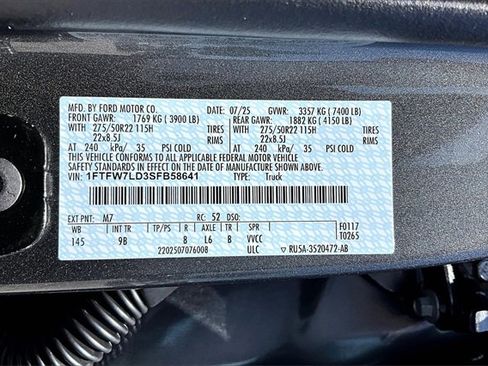 MFD. BY FORD MOTOR CO. 07/25 GVWR: 3357 KG ( 7400 LB)
FRONT GAWR: 1769 KG ( 3900 LB) REAR GAWR: 1882 KG ( 4150 LB)
WITH 275/50R22 115H TIRES WITH 275/50R22 115H TIRES
22x8.5J RIMS 22x8.5J RIMS
AT 240 kPa/ 35 PSI COLD AT 240 kPa/ 35 PSI COLD
THIS VEHICLE CONFORMS TO ALL APPLICABLE FEDERAL MOTOR VEHICLE
SAFETY STANDARDS IN EFFECT ON THE DATE OF MANUFACTURE SHOWN ABOVE.
VIN: 1FTFW7LD3SFB58641 TYPE: Truck
EXT PNT: M7 RC: 52 DSO:
WB INT TR TP/PS R AXLE TR SPR F0117
145 9B 8 L6 B VVCC T0265
2202507076008 ULC RU5A-3520472-AB